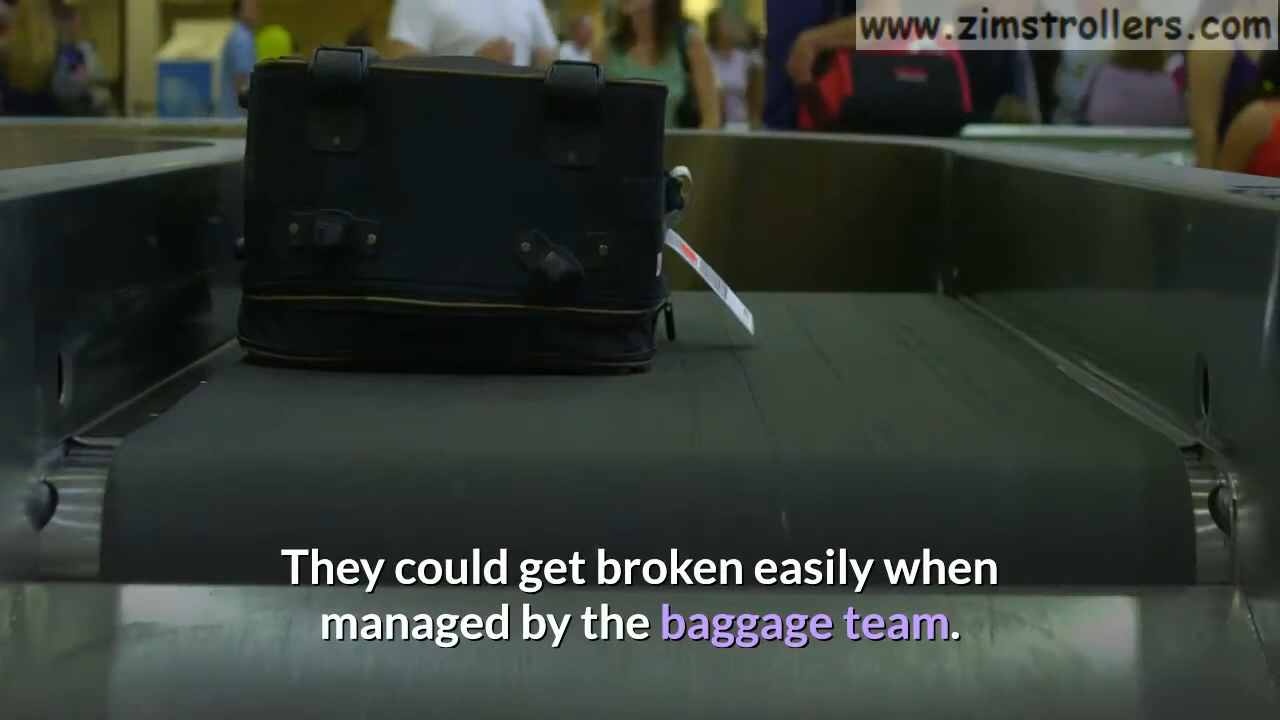 www.zimstrollers.com
They could get broken easily when
managed by the baggage team.